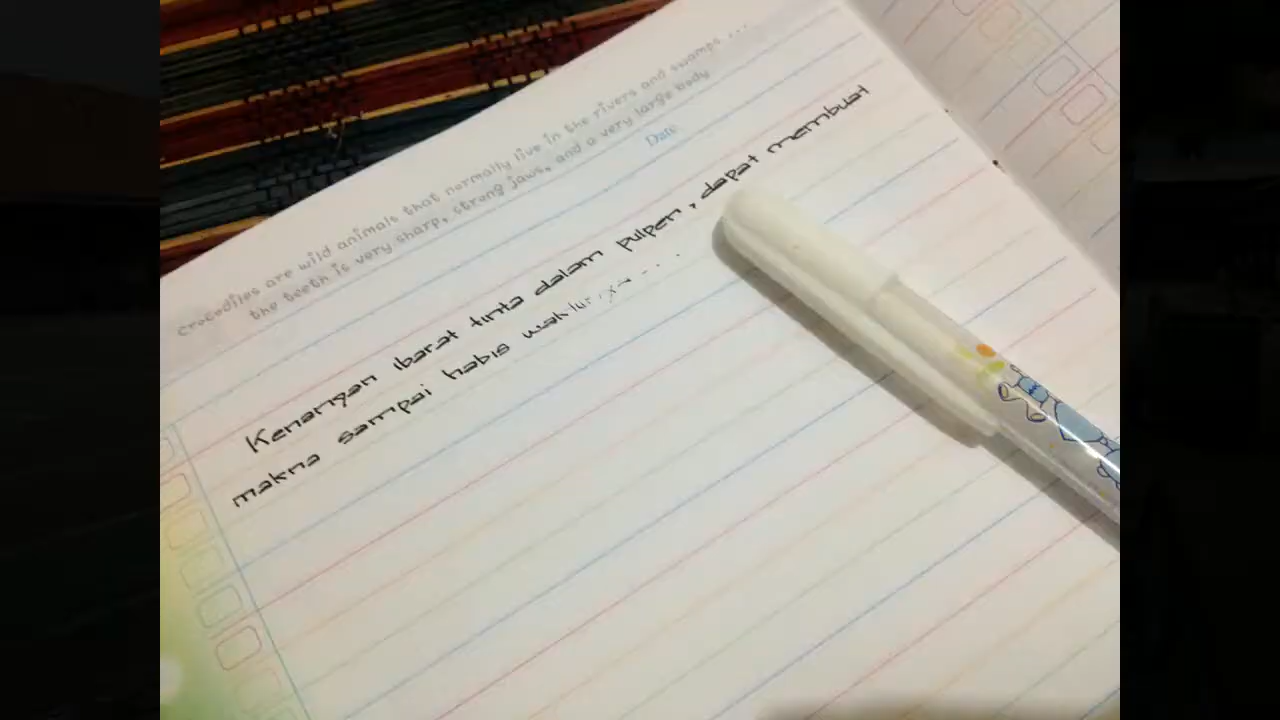 Crocodiles are wild animals that normally live in the rivers and swamps ...
the teeth is very sharp, strong jaws, and a very large body
Date
Kenangan ibarat tinta dalam pulpen, dapat membuat
makna sampai habis